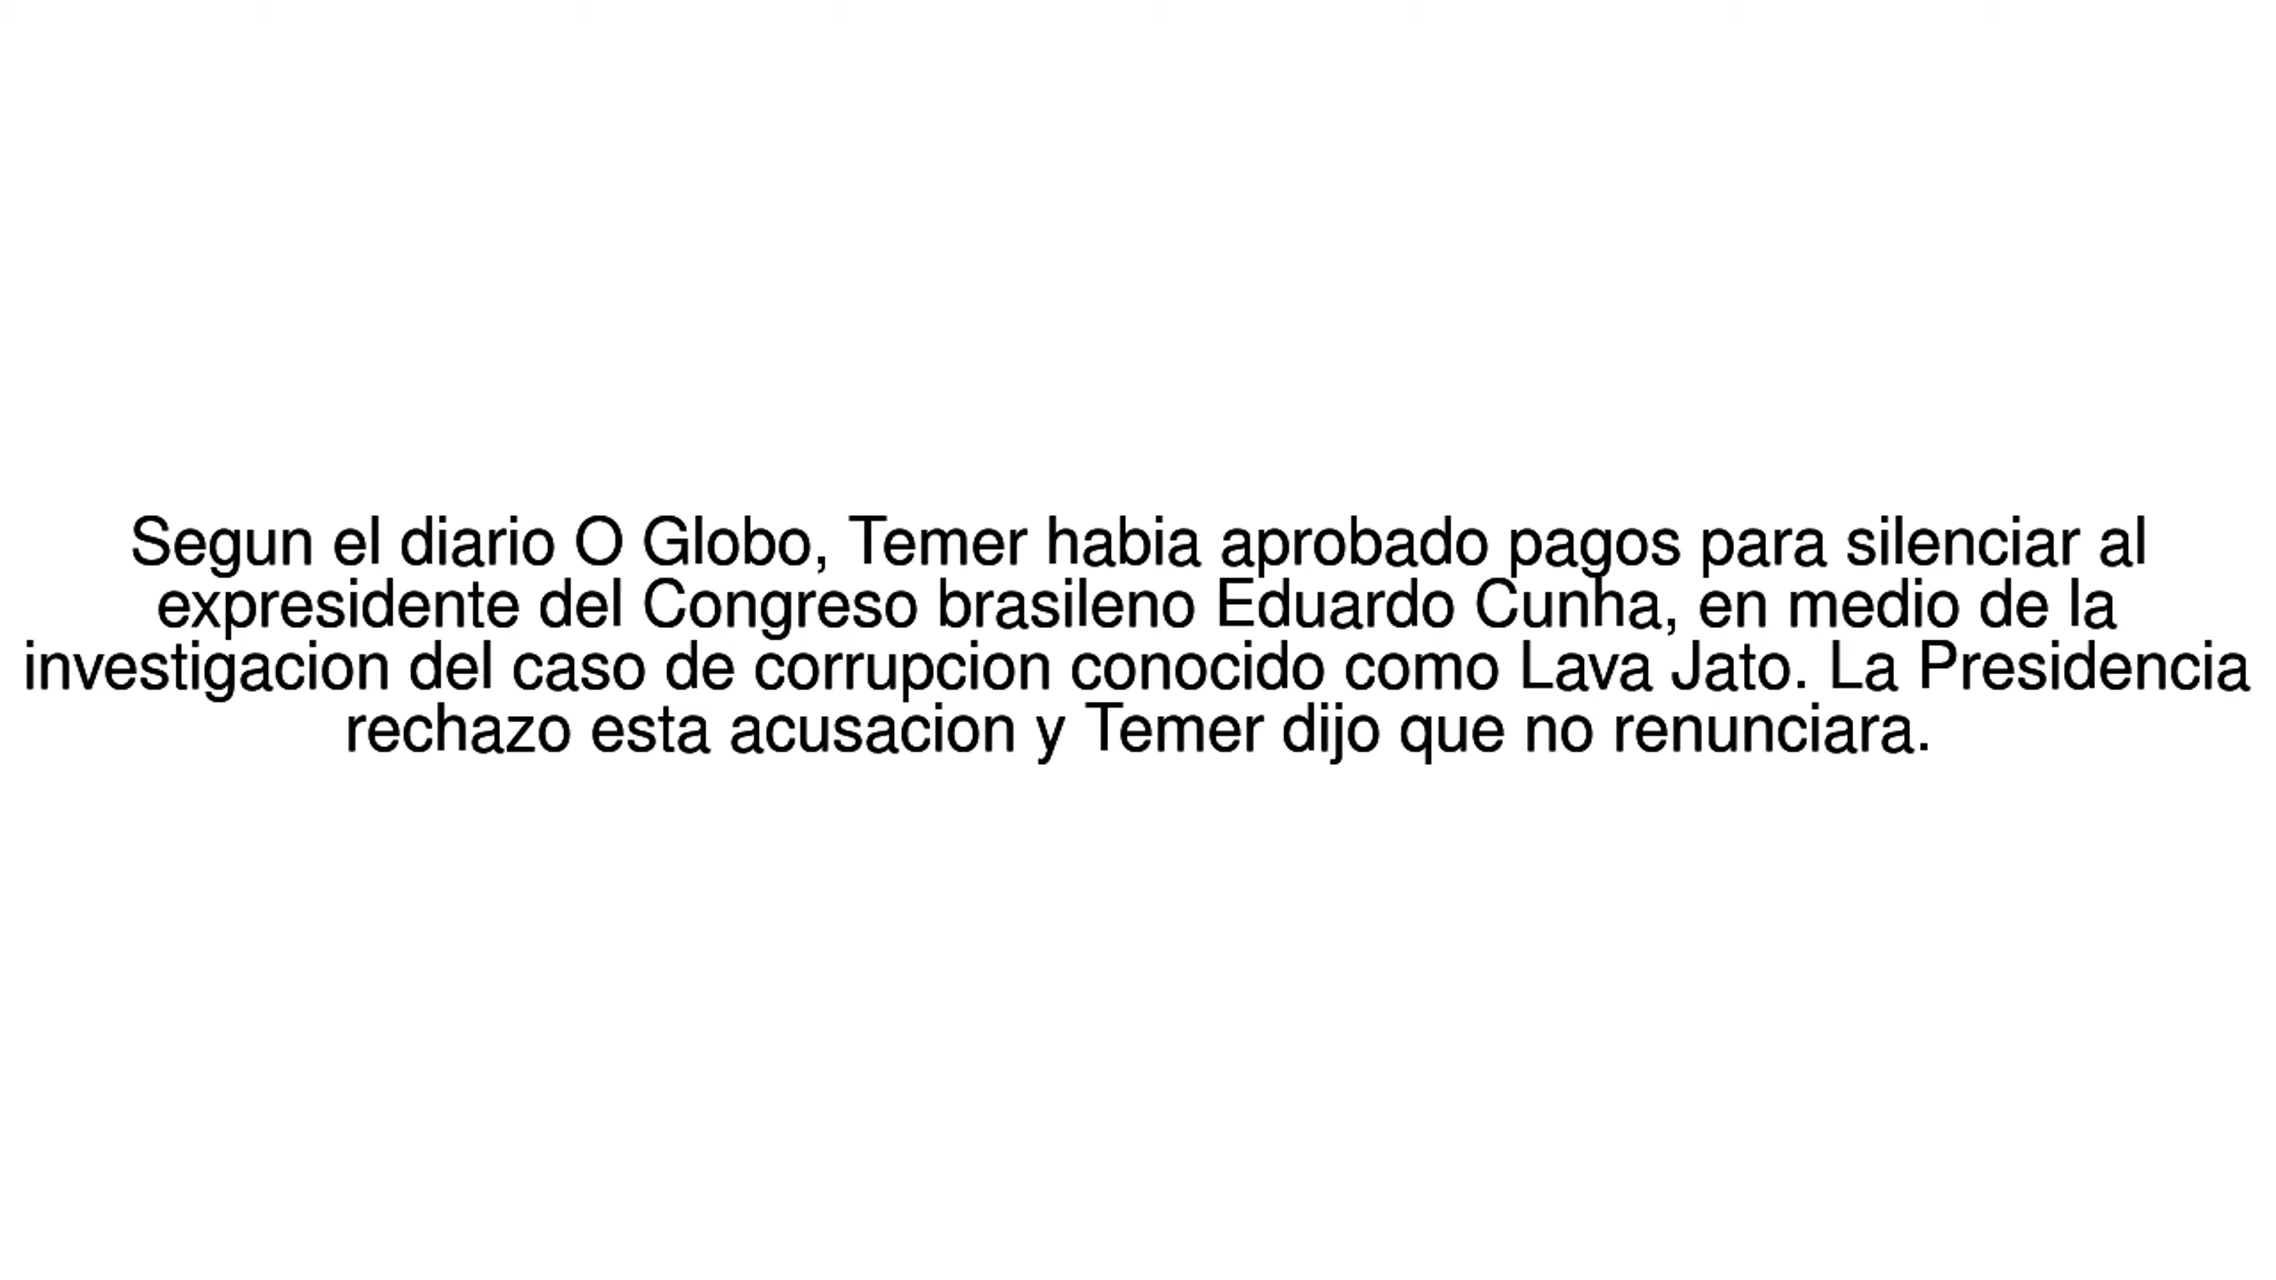 Segun el diario O Globo, Temer habia aprobado pagos para silenciar al
expresidente del Congreso brasileno Eduardo Cunha, en medio de la
investigacion del caso de corrupcion conocido como Lava Jato. La Presidencia
rechazo esta acusacion y Temer dijo que no renunciara.